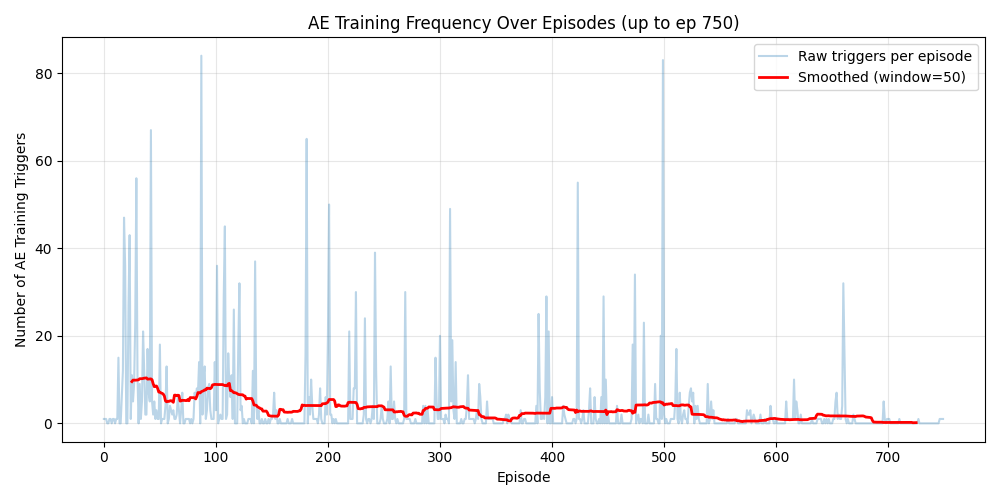 AE Training Frequency Over Episodes (up to ep 750)
Raw triggers per episode
Smoothed (window=50)
Number of AE Training Triggers
80
60
40
20
0
0 100 200 300 400 500 600 700
Episode